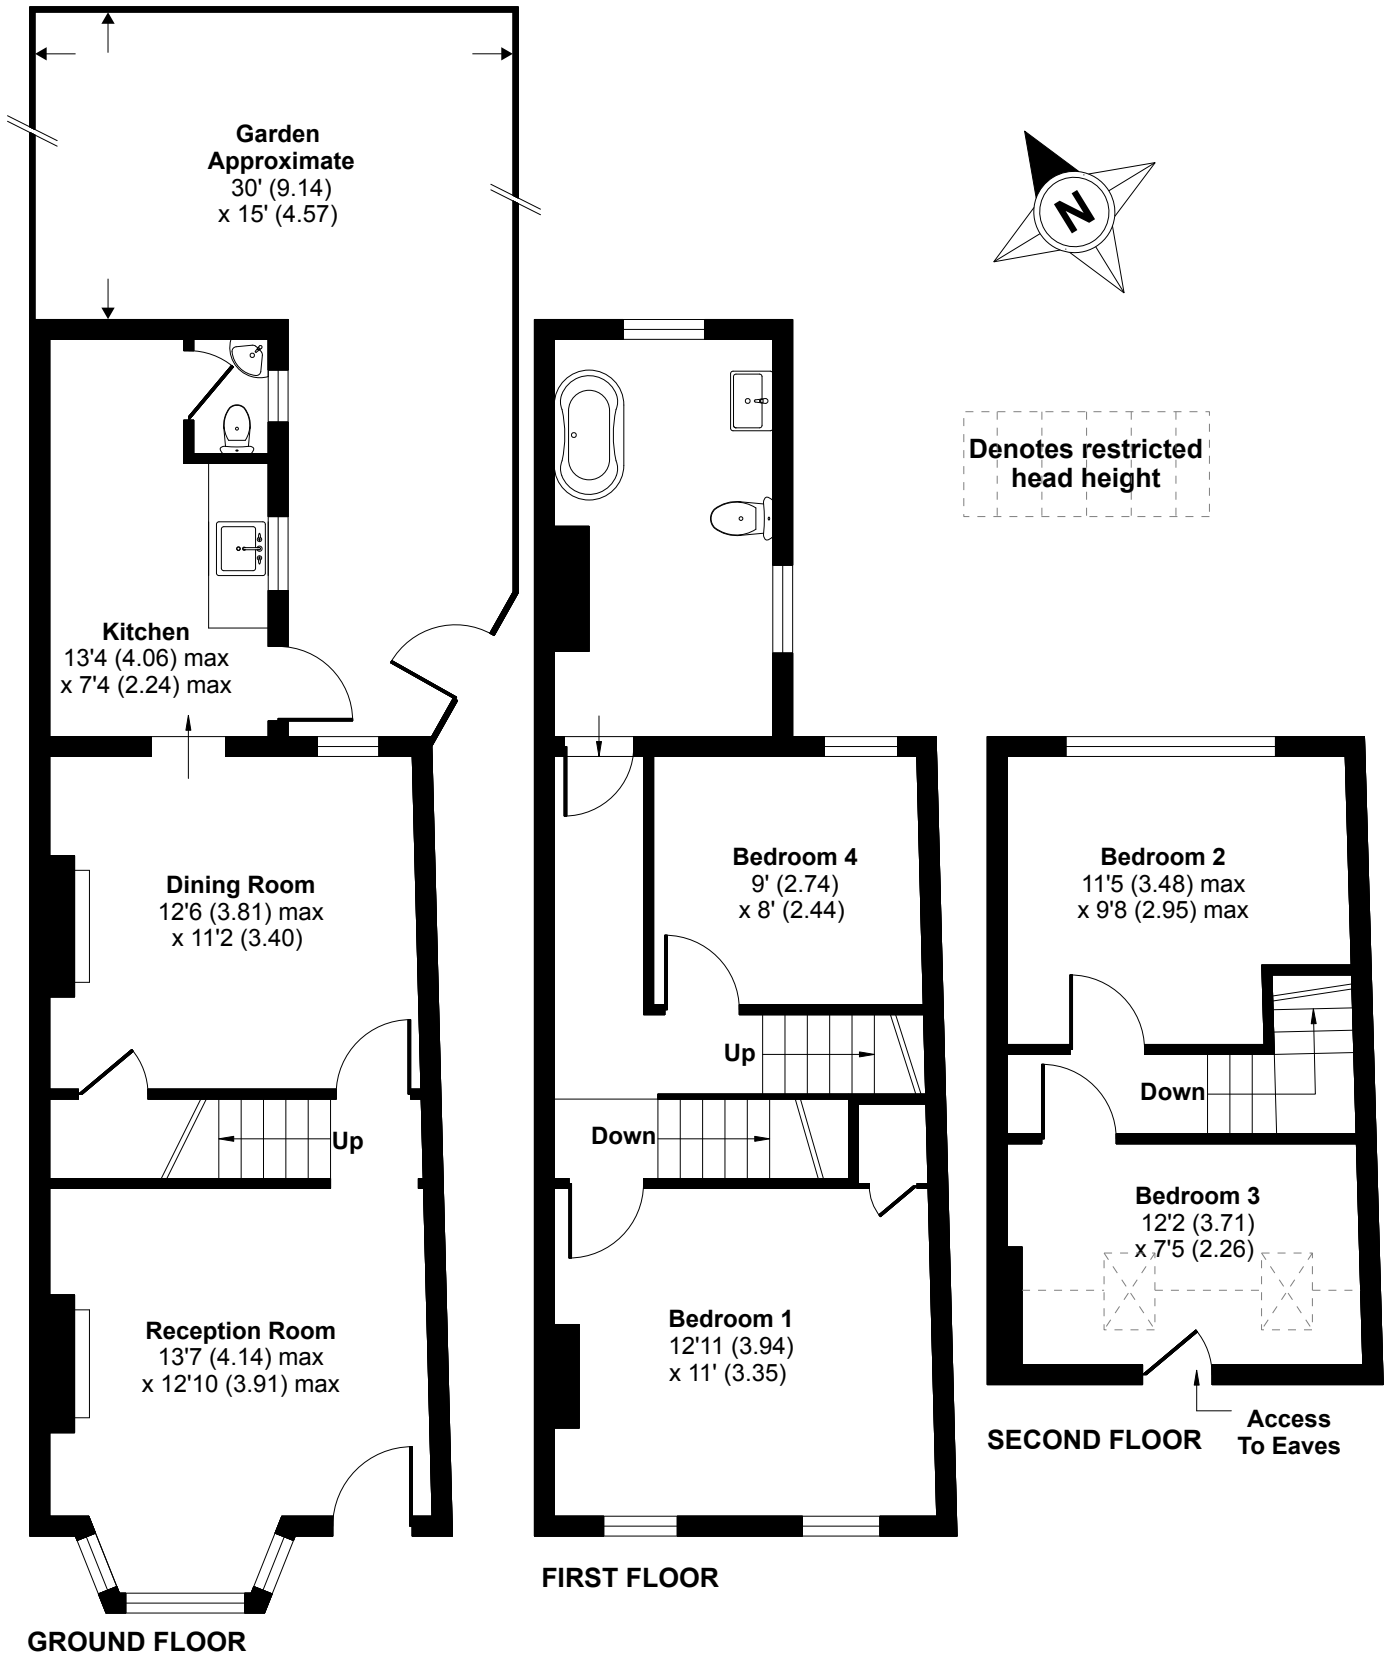 Garden
Approximate
30' (9.14)
x 15' (4.57)
N
Denotes restricted
head height
Kitchen
13'4 (4.06) max
x 7'4 (2.24) max
Dining Room
12'6 (3.81) max
x 11'2 (3.40)
Up
Reception Room
13'7 (4.14) max
x 12'10 (3.91) max
GROUND FLOOR
Bedroom 4
9' (2.74)
x 8' (2.44)
Up
Down
Bedroom 1
12'11 (3.94)
x 11' (3.35)
FIRST FLOOR
Bedroom 2
11'5 (3.48) max
x 9'8 (2.95) max
Down
Bedroom 3
12'2 (3.71)
x 7'5 (2.26)
SECOND FLOOR
Access
To Eaves